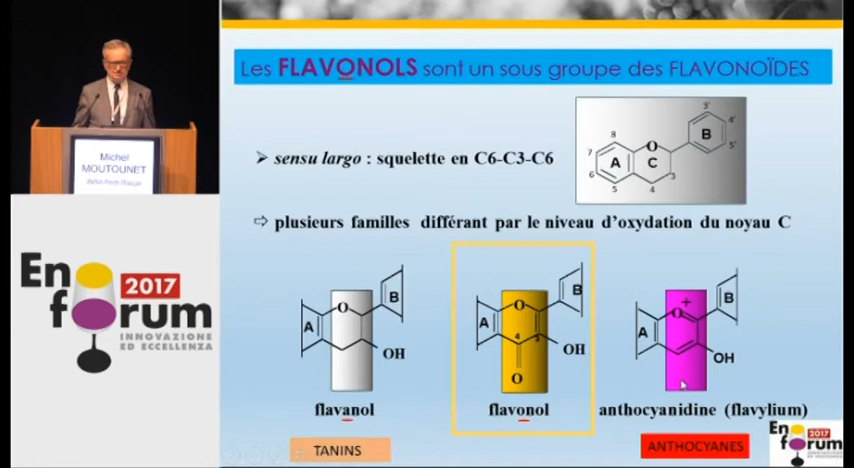 Les FLAVONOLS sont un sous groupe des FLAVONOÏDES
Michel
MOUTOUNET
INRA-Pech Rouge
➢ sensu largo : squelette en C6-C3-C6
3'
4'
5'
B
O
8
7
A
C
6
5
4
3
⇨ plusieurs familles différant par le niveau d'oxydation du noyau C
En
2017
forum
INNOVAZIONE
ED ECCELLENZA
A
O
B
OH
flavanol
A
O
B
4
3
OH
O
flavonol
A
O
+
B
OH
anthocyanidine (flavylium)
TANINS
ANTHOCYANES
En
2017
forum